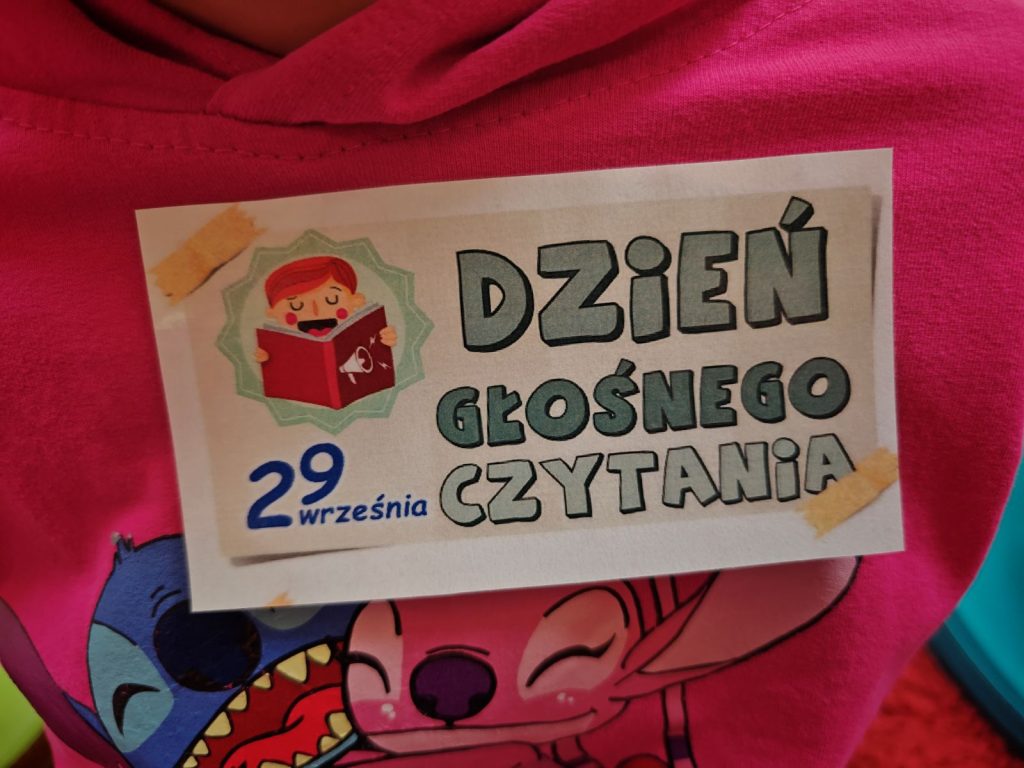 DZIEŃ
GŁOŚNEGO
CZYTANIA
29
września